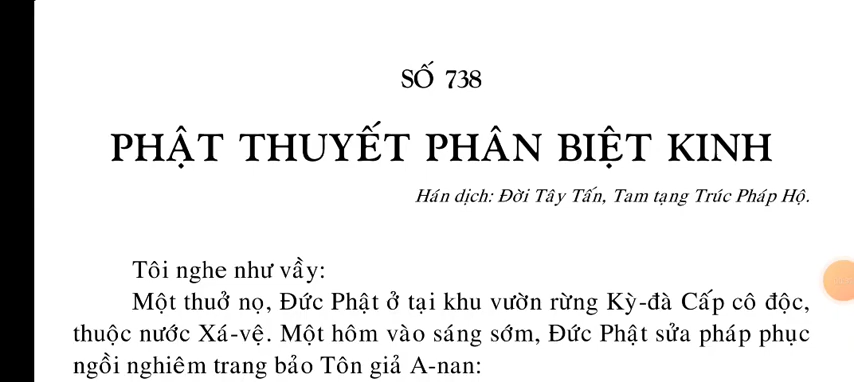 SỐ 738
PHẬT THUYẾT PHÂN BIỆT KINH
Hán dịch: Đời Tây Tấn, Tam tạng Trúc Pháp Hộ.
Tôi nghe như vầy:
Một thuở nọ, Đức Phật ở tại khu vườn rừng Kỳ-đà Cấp cô độc,
thuộc nước Xá-vệ. Một hôm vào sáng sớm, Đức Phật sửa pháp phục
ngồi nghiêm trang bảo Tôn giả A-nan: